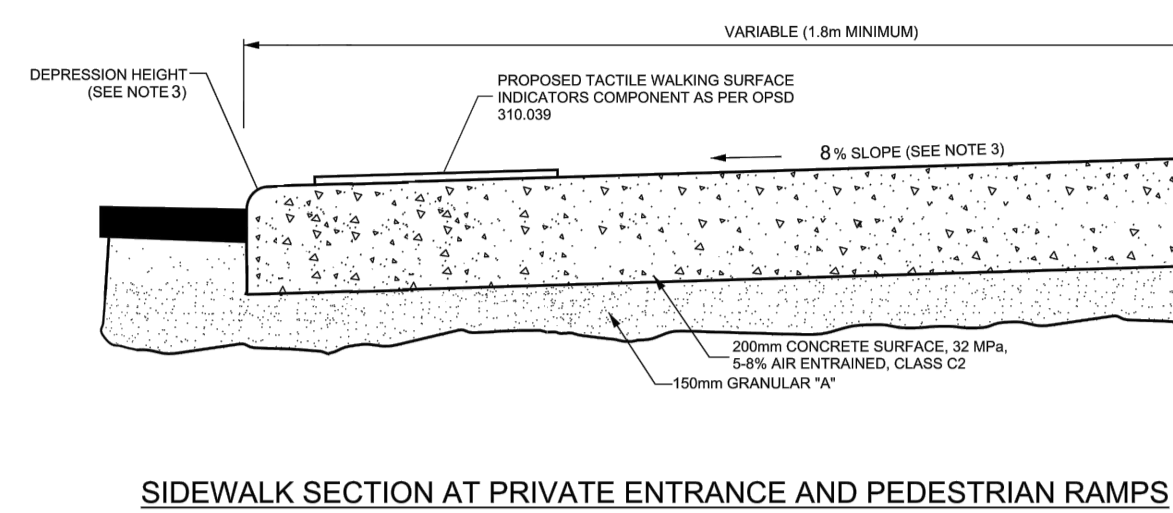 VARIABLE (1.8m MINIMUM)
DEPRESSION HEIGHT
(SEE NOTE 3)
PROPOSED TACTILE WALKING SURFACE
INDICATORS COMPONENT AS PER OPSD
310.039
8% SLOPE (SEE NOTE 3)
200mm CONCRETE SURFACE, 32 MPa,
5-8% AIR ENTRAINED, CLASS C2
150mm GRANULAR "A"
SIDEWALK SECTION AT PRIVATE ENTRANCE AND PEDESTRIAN RAMPS